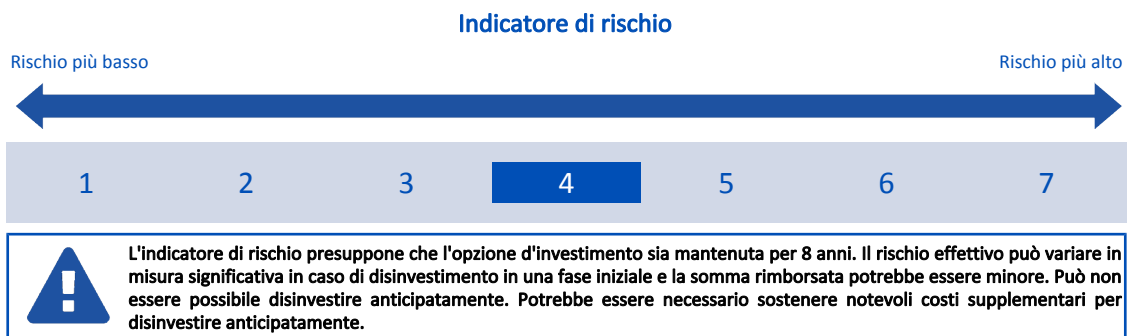 Indicatore di rischio
Rischio più basso
Rischio più alto
1 2 3 4 5 6 7
L'indicatore di rischio presuppone che l'opzione d'investimento sia mantenuta per 8 anni. Il rischio effettivo può variare in
misura significativa in caso di disinvestimento in una fase iniziale e la somma rimborsata potrebbe essere minore. Può non
essere possibile disinvestire anticipatamente. Potrebbe essere necessario sostenere notevoli costi supplementari per
disinvestire anticipatamente.